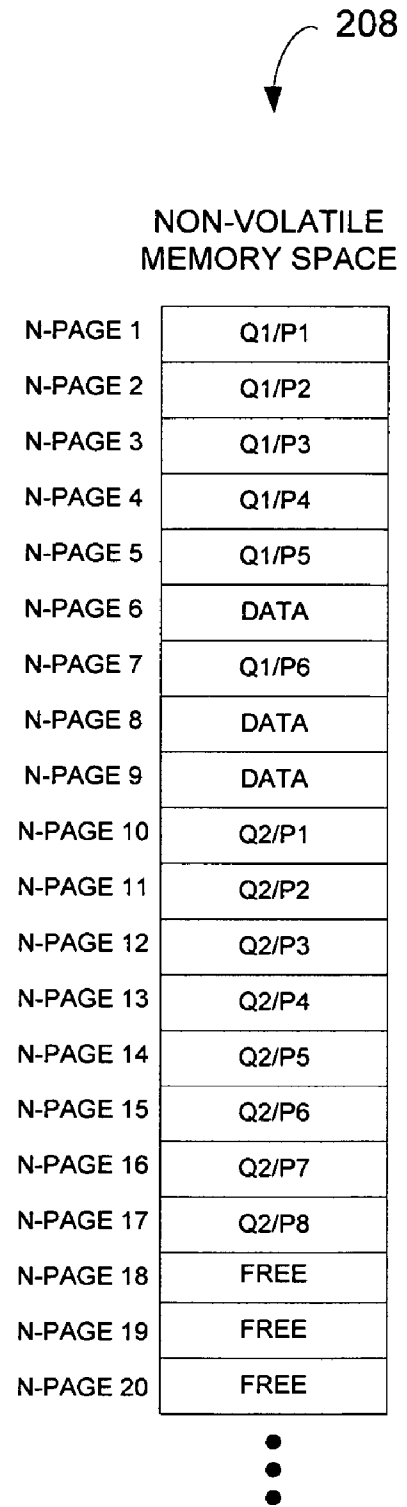 208
NON-VOLATILE
MEMORY SPACE
N-PAGE 1 Q1/P1
N-PAGE 2 Q1/P2
N-PAGE 3 Q1/P3
N-PAGE 4 Q1/P4
N-PAGE 5 Q1/P5
N-PAGE 6 DATA
N-PAGE 7 Q1/P6
N-PAGE 8 DATA
N-PAGE 9 DATA
N-PAGE 10 Q2/P1
N-PAGE 11 Q2/P2
N-PAGE 12 Q2/P3
N-PAGE 13 Q2/P4
N-PAGE 14 Q2/P5
N-PAGE 15 Q2/P6
N-PAGE 16 Q2/P7
N-PAGE 17 Q2/P8
N-PAGE 18 FREE
N-PAGE 19 FREE
N-PAGE 20 FREE